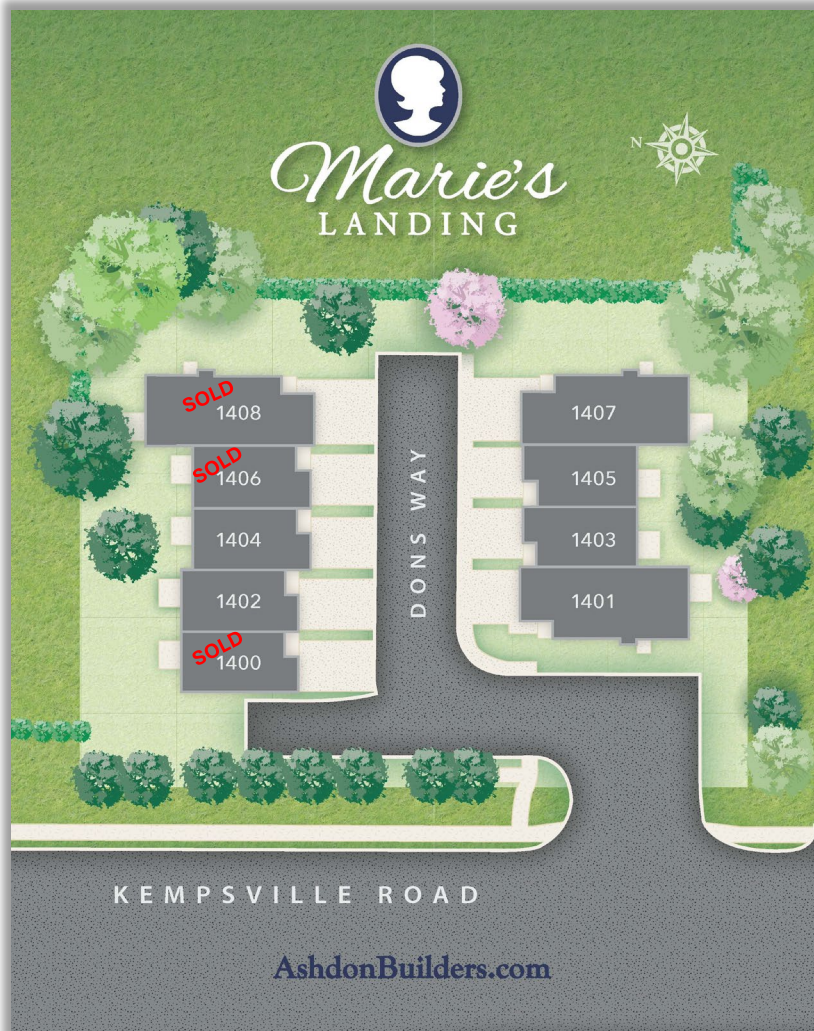 Marie's
LANDING
N
SOLD
1408
SOLD
1406
1404
1402
SOLD
1400
DONS WAY
1407
1405
1403
1401
KEMPSVILLE ROAD
AshdonBuilders.com